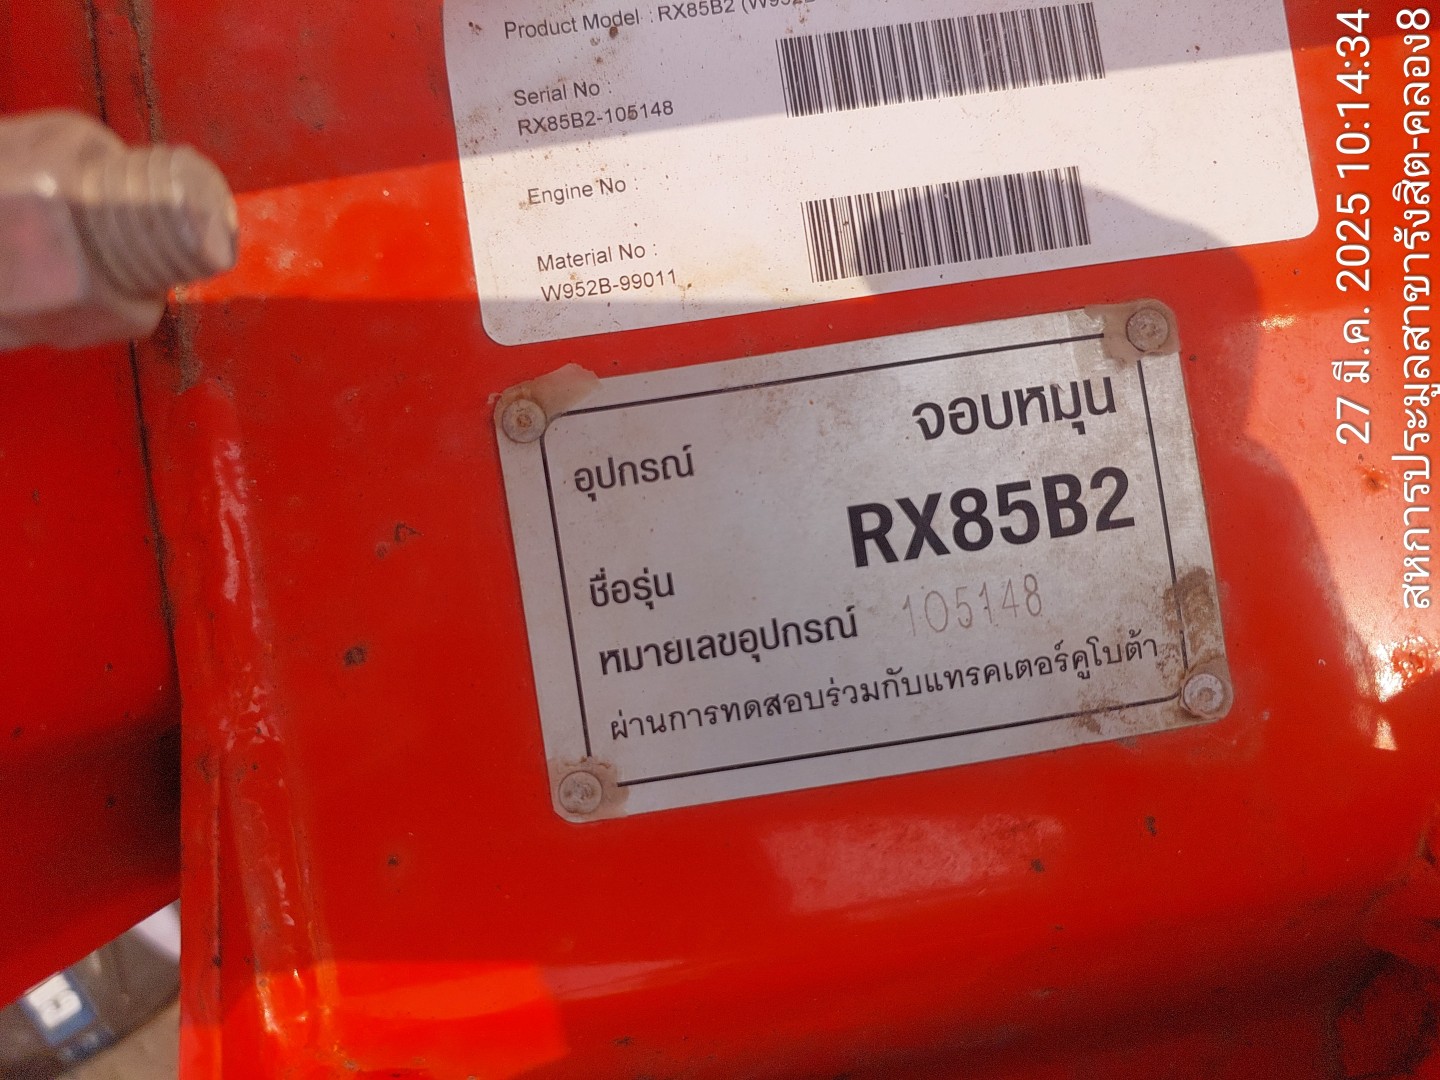 Product Model : RX85B2 (W952B
Serial No :
RX85B2-105148
Engine No :
Material No :
W952B-99011
อุปกรณ์ จอบหมุน
ชื่อรุ่น RX85B2
หมายเลขอุปกรณ์ 105148
ผ่านการทดสอบร่วมกับแทรคเตอร์คูโบต้า
27 มี.ค. 2025 10:14:34
สหการประมูลสาขารังสิต-คลอง8